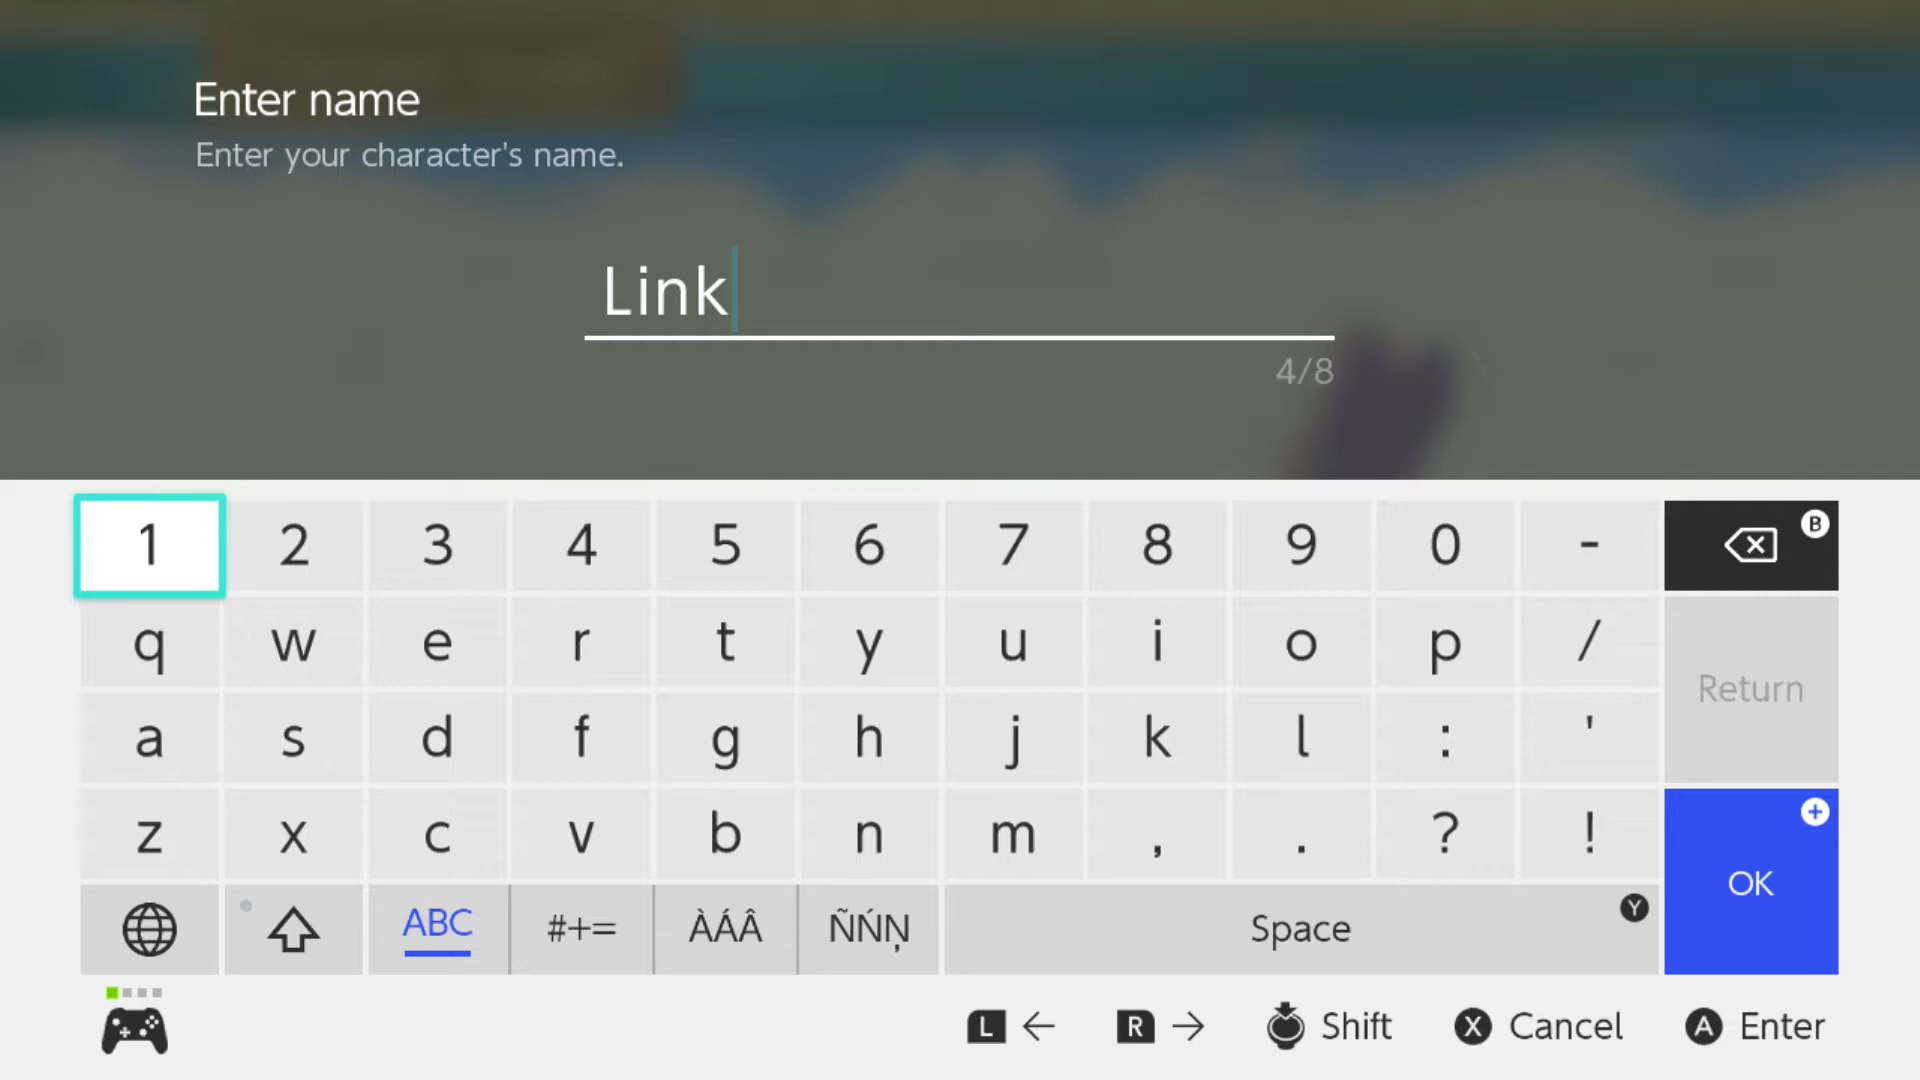 Enter name
Enter your character's name.
Link
4/8
1 2 3 4 5 6 7 8 9 0 - B
q w e r t y u i o p /
Return
a s d f g h j k l : '
z x c v b n m , . ? ! +
OK
ABC #+= ÀÁÂ ÑŃŅ Space Y
L ← R → Shift X Cancel A Enter